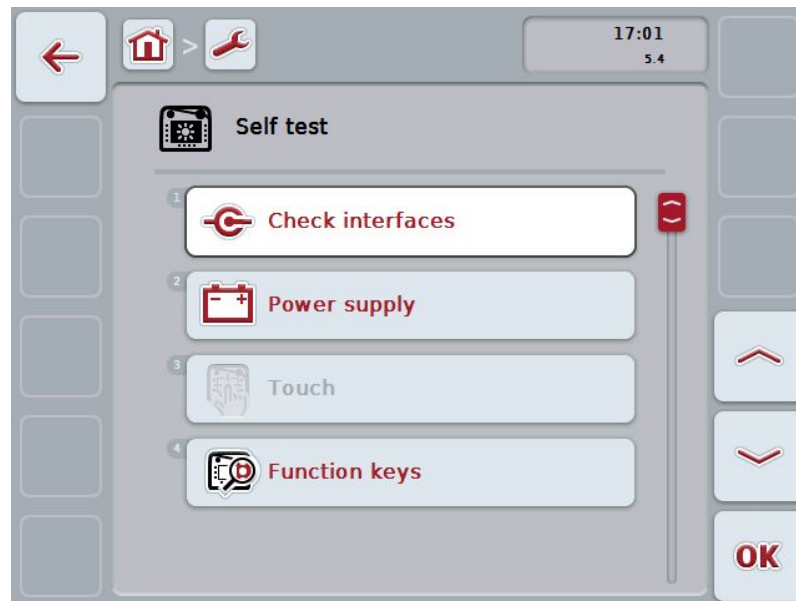 >
17:01
5.4
Self test
1
Check interfaces
2
Power supply
3
Touch
4
Function keys
OK